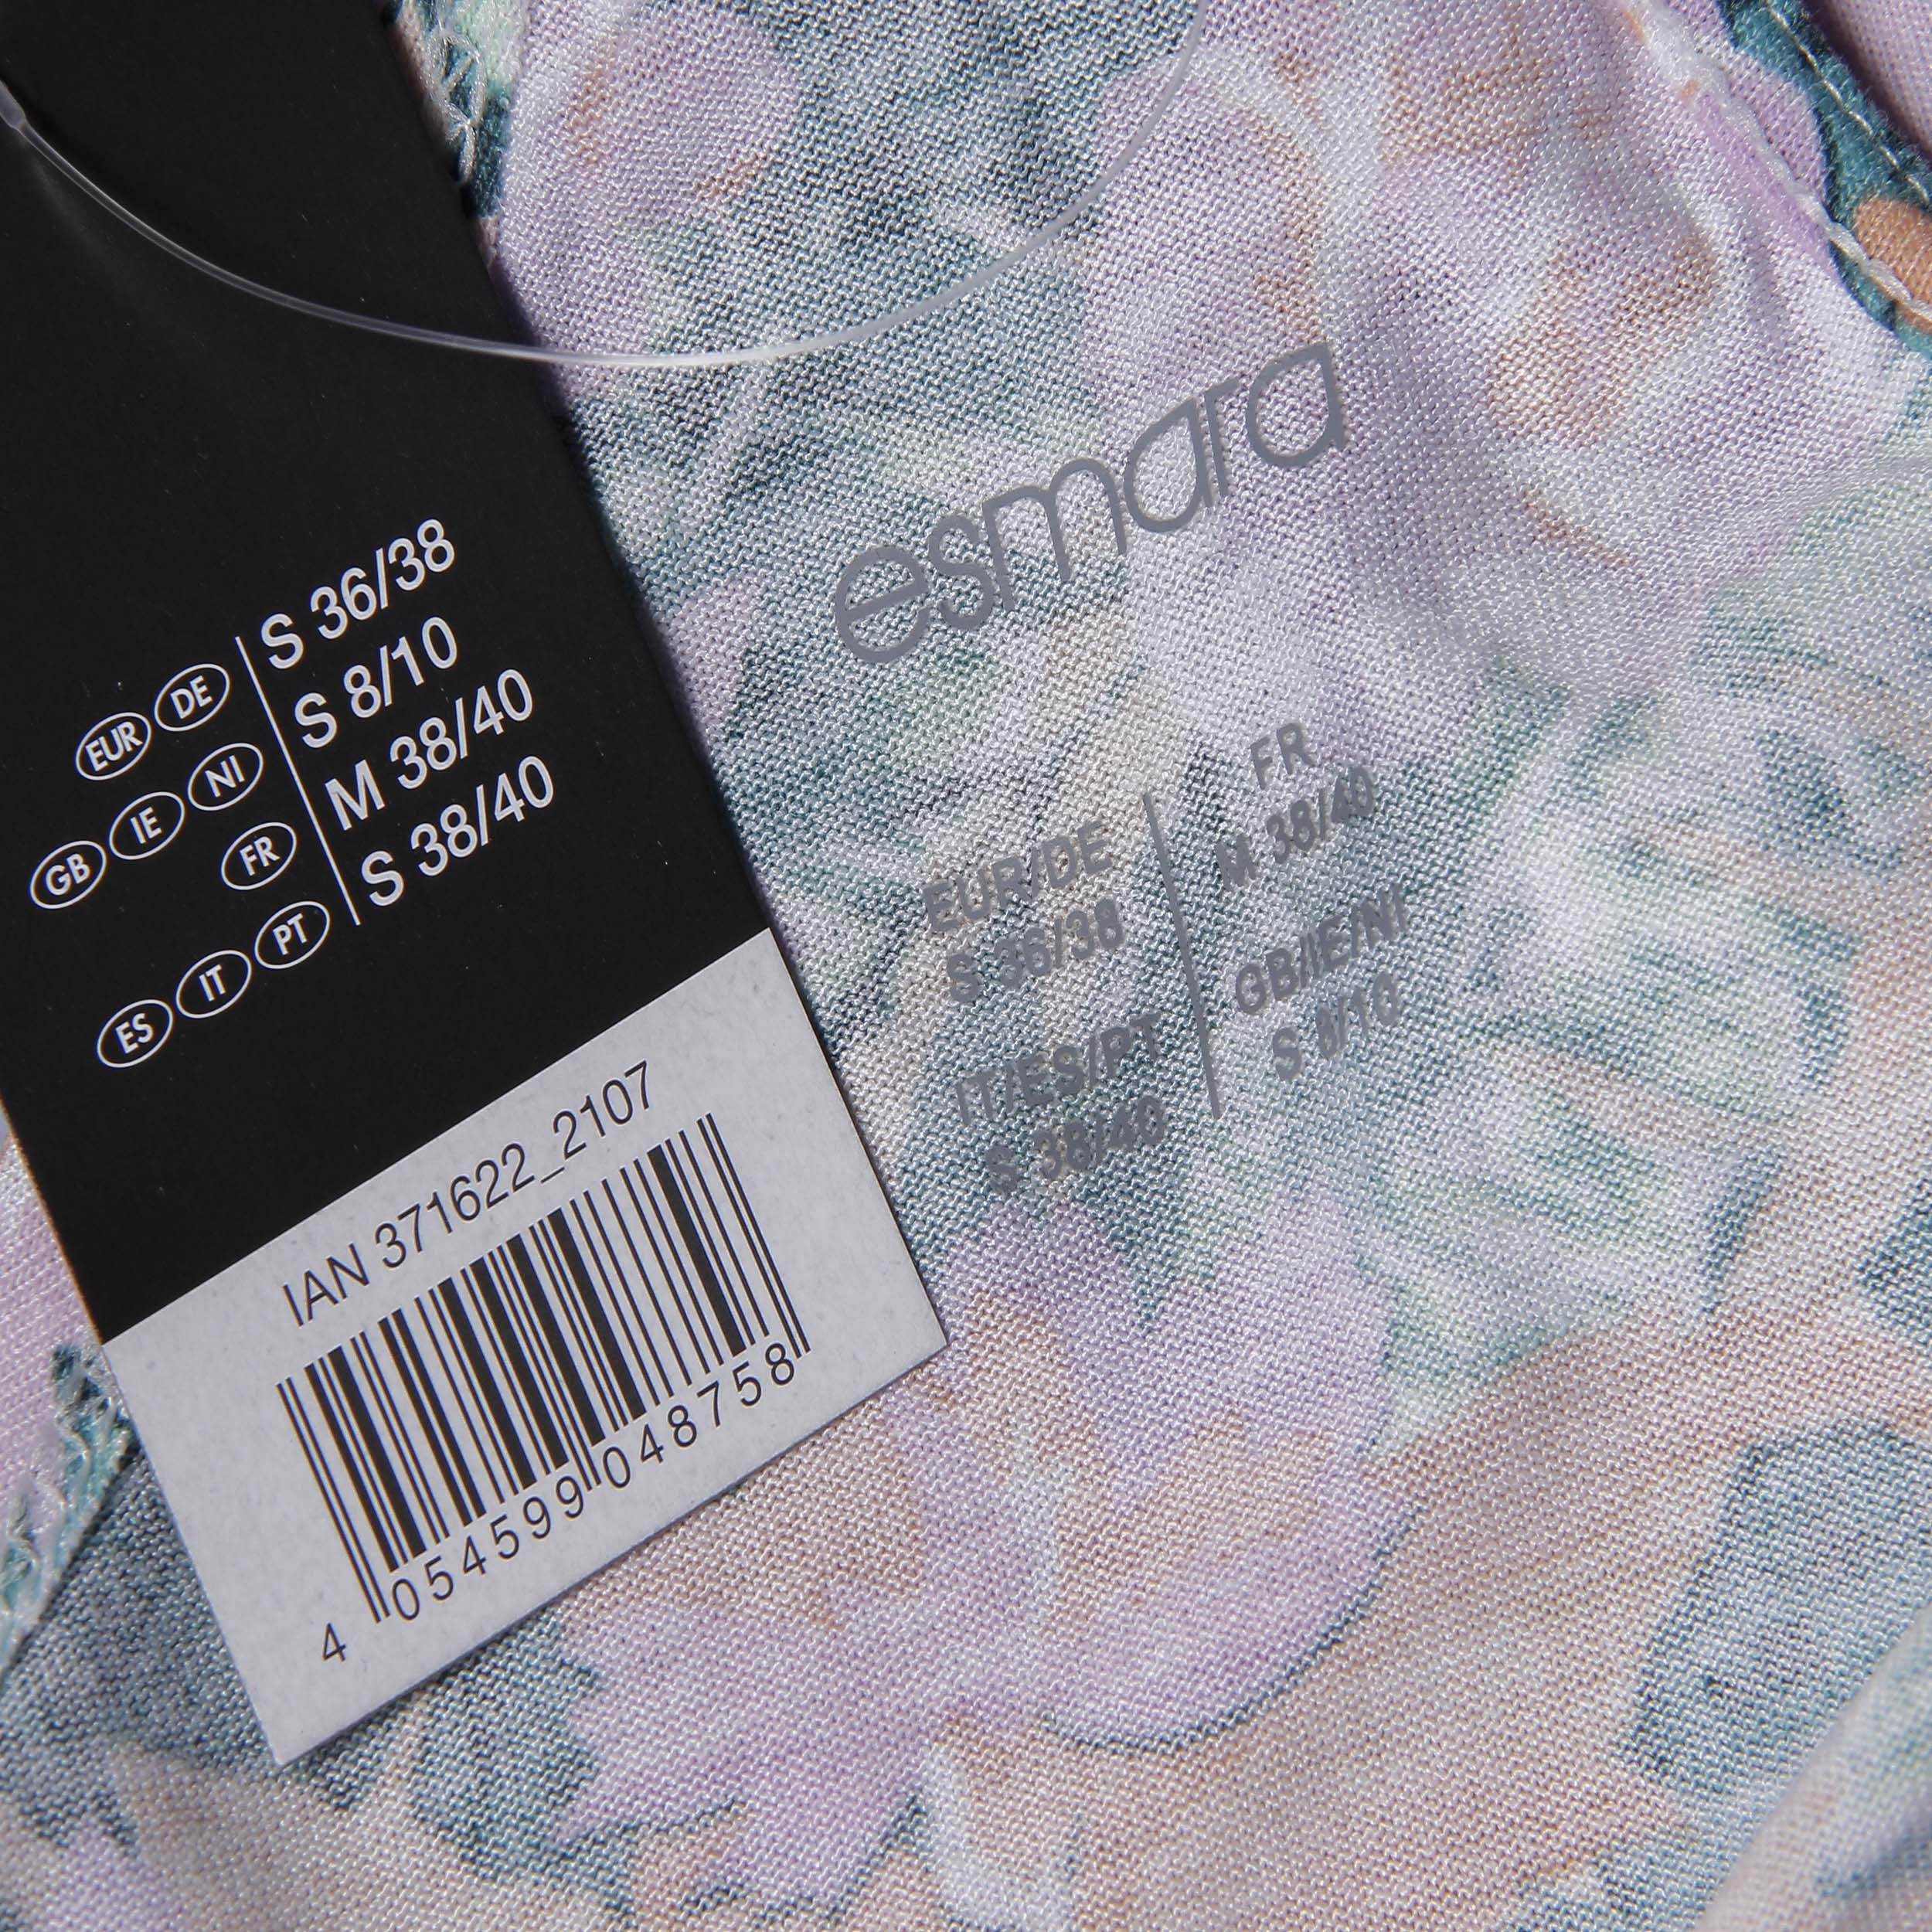 EUR DE S 36/38
GB IE NI S 8/10
FR M 38/40
ES IT PT S 38/40
IAN 371622_2107
4 054599 048758
esmara
EUR/DE
S 36/38
IT/ES/PT
S 38/40
FR
M 38/40
GB/IE/NI
S 8/10